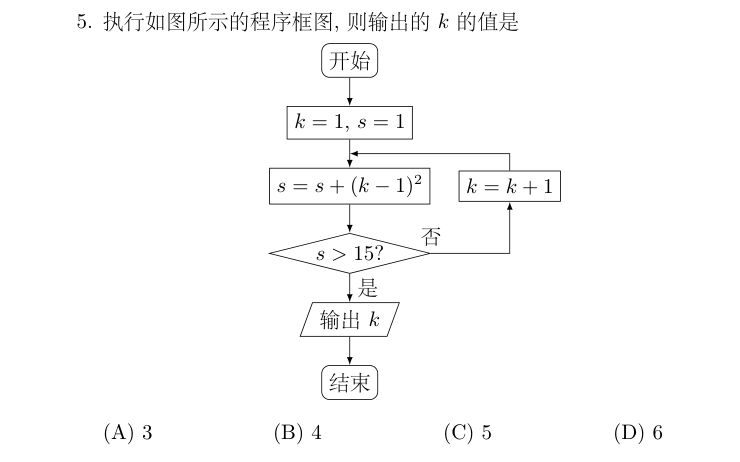 5. 执行如图所示的程序框图, 则输出的 k 的值是
开始
k = 1, s = 1
s = s + (k − 1)²
k = k + 1
否
s > 15?
是
输出 k
结束
(A) 3 (B) 4 (C) 5 (D) 6